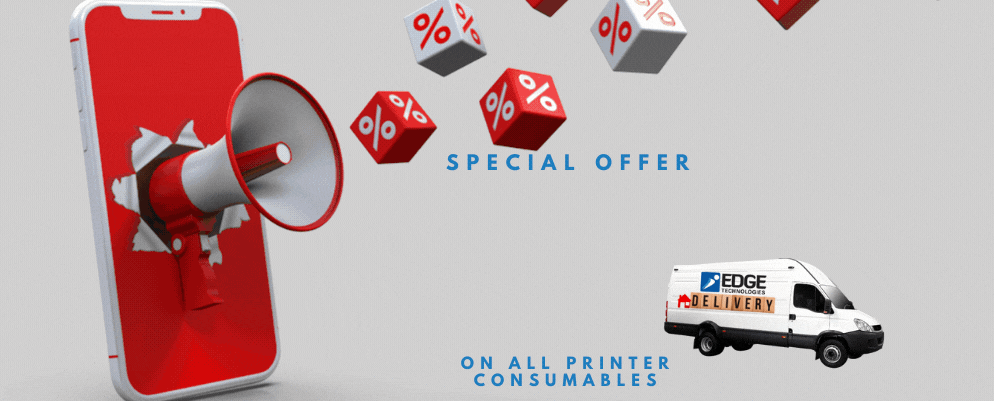 %
%
%
%
%
%
%
SPECIAL OFFER
EDGE
TECHNOLOGIES
DELIVERY
ON ALL PRINTER
CONSUMABLES